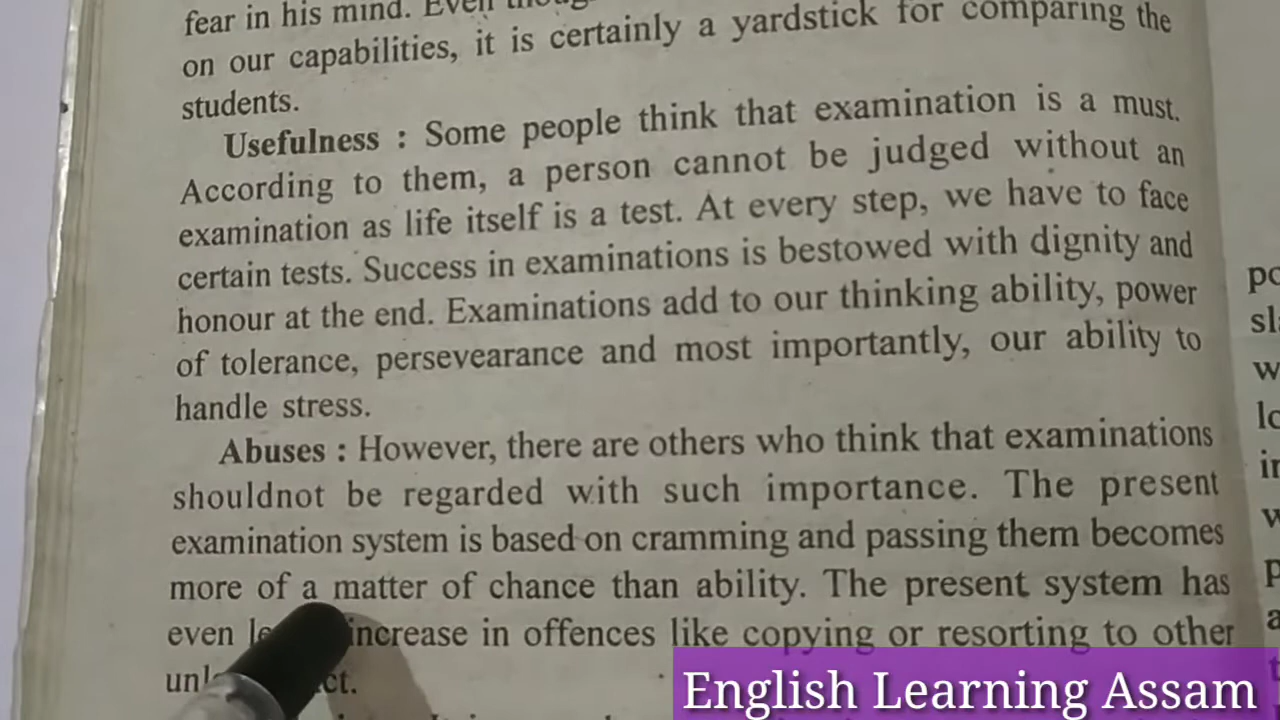 fear in his mind. Even
on our capabilities, it is certainly a yardstick for comparing the
students.
Usefulness : Some people think that examination is a must.
According to them, a person cannot be judged without an
examination as life itself is a test. At every step, we have to face
certain tests. Success in examinations is bestowed with dignity and
honour at the end. Examinations add to our thinking ability, power
of tolerance, persevearance and most importantly, our ability to
handle stress.
Abuses : However, there are others who think that examinations
shouldnot be regarded with such importance. The present
examination system is based on cramming and passing them becomes
more of a matter of chance than ability. The present system has
even increase in offences like copying or resorting to other
English Learning Assam